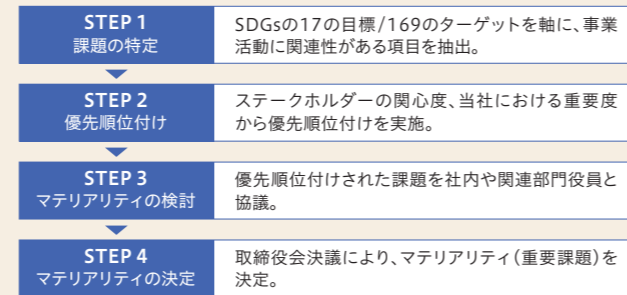 STEP 1
課題の特定
SDGsの17の目標/169のターゲットを軸に、事業
活動に関連性がある項目を抽出。
STEP 2
優先順位付け
ステークホルダーの関心度、当社における重要度
から優先順位付けを実施。
STEP 3
マテリアリティの検討
優先順位付けされた課題を社内や関連部門役員と
協議。
STEP 4
マテリアリティの決定
取締役会決議により、マテリアリティ(重要課題)を
決定。